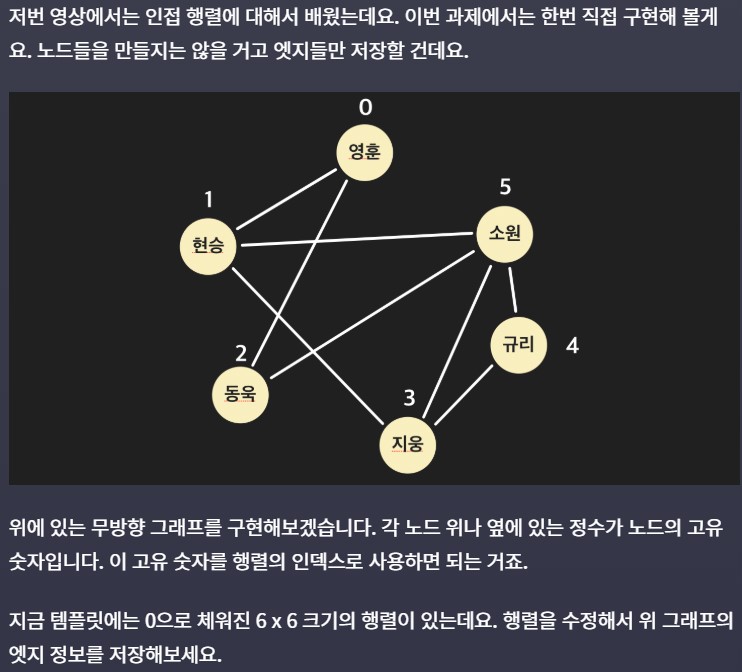 저번 영상에서는 인접 행렬에 대해서 배웠는데요. 이번 과제에서는 한번 직접 구현해 볼게
요. 노드들을 만들지는 않을 거고 엣지들만 저장할 건데요.
0
영훈
1
현승
5
소원
2
동욱
규리
4
3
지웅
위에 있는 무방향 그래프를 구현해보겠습니다. 각 노드 위나 옆에 있는 정수가 노드의 고유
숫자입니다. 이 고유 숫자를 행렬의 인덱스로 사용하면 되는 거죠.
지금 템플릿에는 0으로 체워진 6 x 6 크기의 행렬이 있는데요. 행렬을 수정해서 위 그래프의
엣지 정보를 저장해보세요.